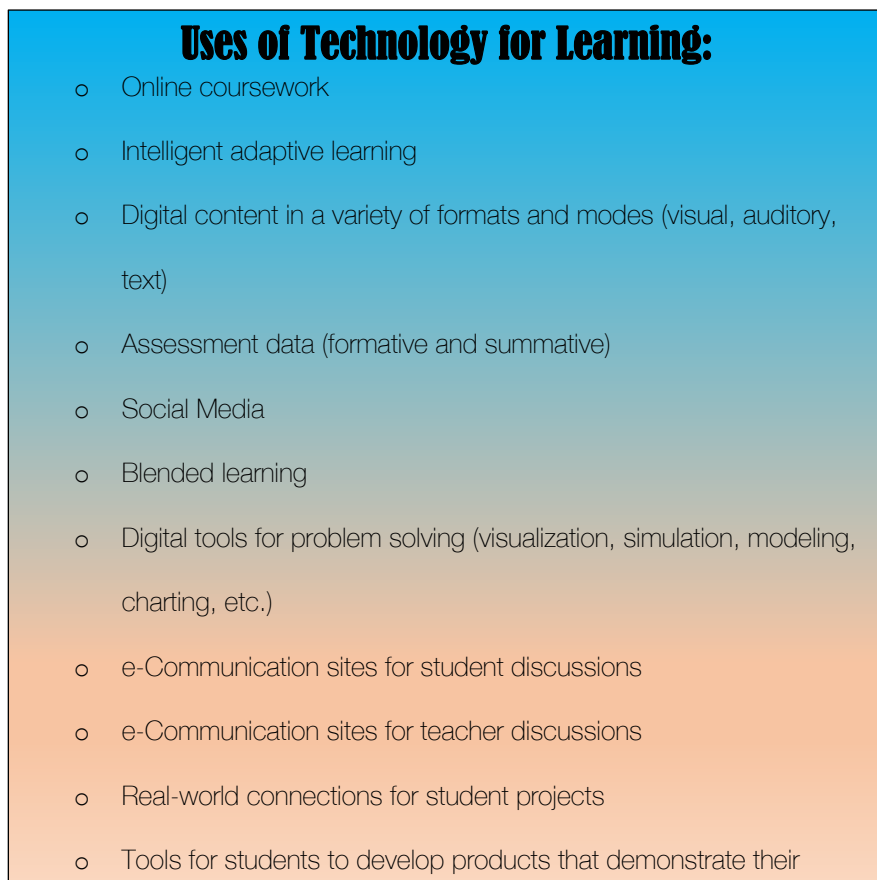 Uses of Technology for Learning:
o Online coursework
o Intelligent adaptive learning
o Digital content in a variety of formats and modes (visual, auditory,
text)
o Assessment data (formative and summative)
o Social Media
o Blended learning
o Digital tools for problem solving (visualization, simulation, modeling,
charting, etc.)
o e-Communication sites for student discussions
o e-Communication sites for teacher discussions
o Real-world connections for student projects
o Tools for students to develop products that demonstrate their